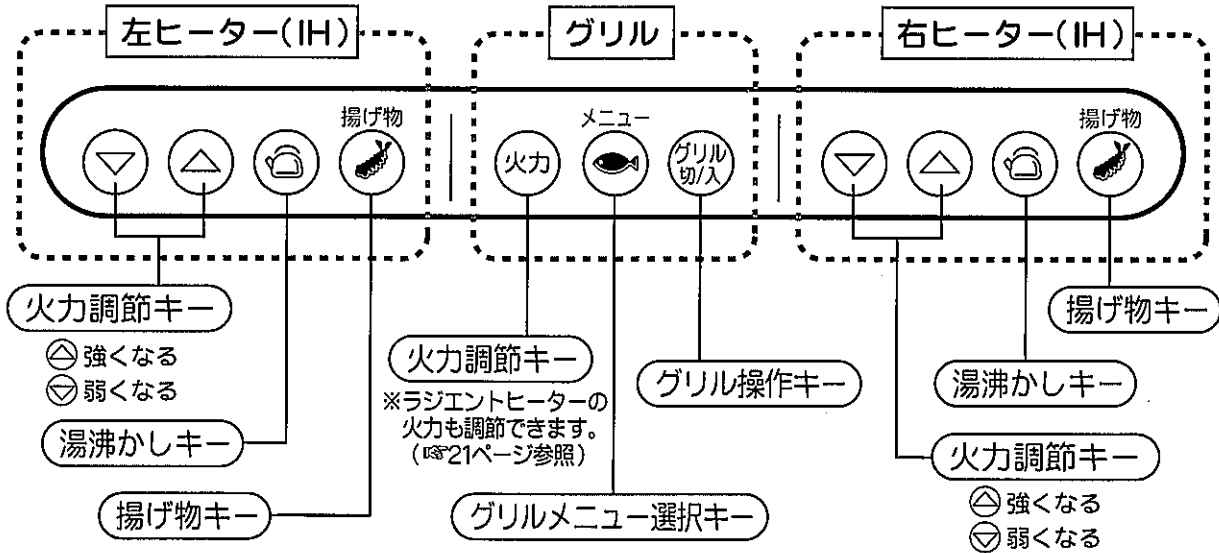 左ヒーター(IH)
グリル
右ヒーター(IH)
揚げ物
メニュー
揚げ物
火力
グリル
切/入
火力調節キー
強くなる
弱くなる
湯沸かしキー
揚げ物キー
火力調節キー
※ラジエントヒーターの
火力も調節できます。
(☞21ページ参照)
グリルメニュー選択キー
グリル操作キー
揚げ物キー
湯沸かしキー
火力調節キー
強くなる
弱くなる